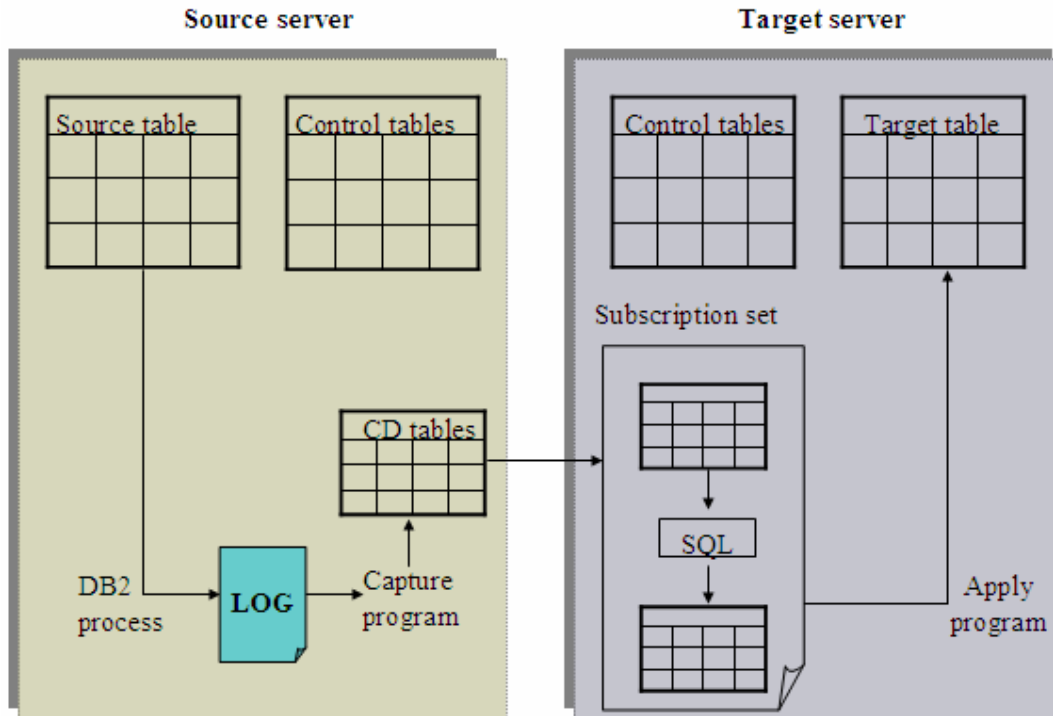 Source server
Target server
Source table
Control tables
Control tables
Target table
Subscription set
CD tables
SQL
DB2
process
LOG
Capture
program
Apply
program